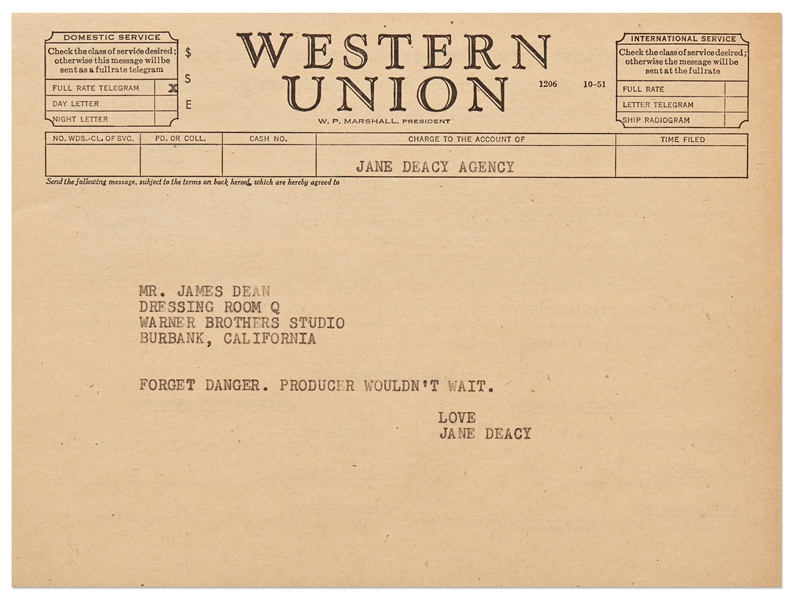 DOMESTIC SERVICE
Check the class of service desired;
otherwise this message will be
sent as a full rate telegram
FULL RATE TELEGRAM X
DAY LETTER
NIGHT LETTER
$
S
E
WESTERN
UNION
1206 10-51
W. P. MARSHALL, PRESIDENT
INTERNATIONAL SERVICE
Check the class of service desired;
otherwise the message will be
sent at the full rate
FULL RATE
LETTER TELEGRAM
SHIP RADIOGRAM
NO. WDS.-CL. OF SVC. PD. OR COLL. CASH NO. CHARGE TO THE ACCOUNT OF TIME FILED
JANE DEACY AGENCY
Send the following message, subject to the terms on back hereof, which are hereby agreed to
MR. JAMES DEAN
DRESSING ROOM Q
WARNER BROTHERS STUDIO
BURBANK, CALIFORNIA
FORGET DANGER. PRODUCER WOULDN'T WAIT.
LOVE
JANE DEACY